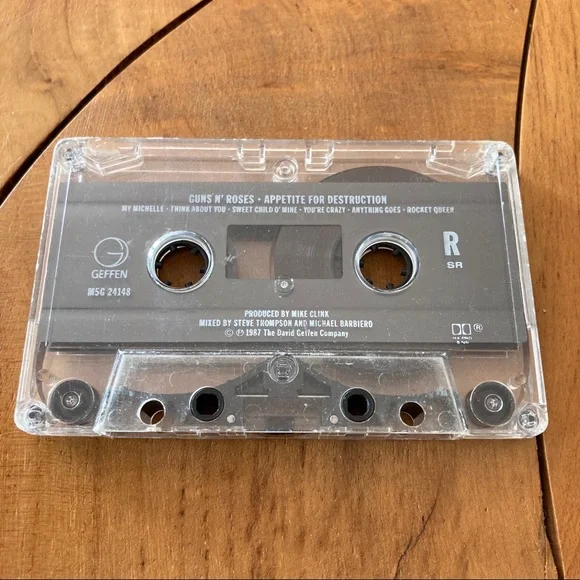 GUNS N' ROSES • APPETITE FOR DESTRUCTION
MY MICHELLE • THINK ABOUT YOU • SWEET CHILD O' MINE • YOU'RE CRAZY • ANYTHING GOES • ROCKET QUEEN
G
GEFFEN
M5G 24148
R
SR
PRODUCED BY MIKE CLINK
MIXED BY STEVE THOMPSON AND MICHAEL BARBIERO
© ℗ 1987 The David Geffen Company
®